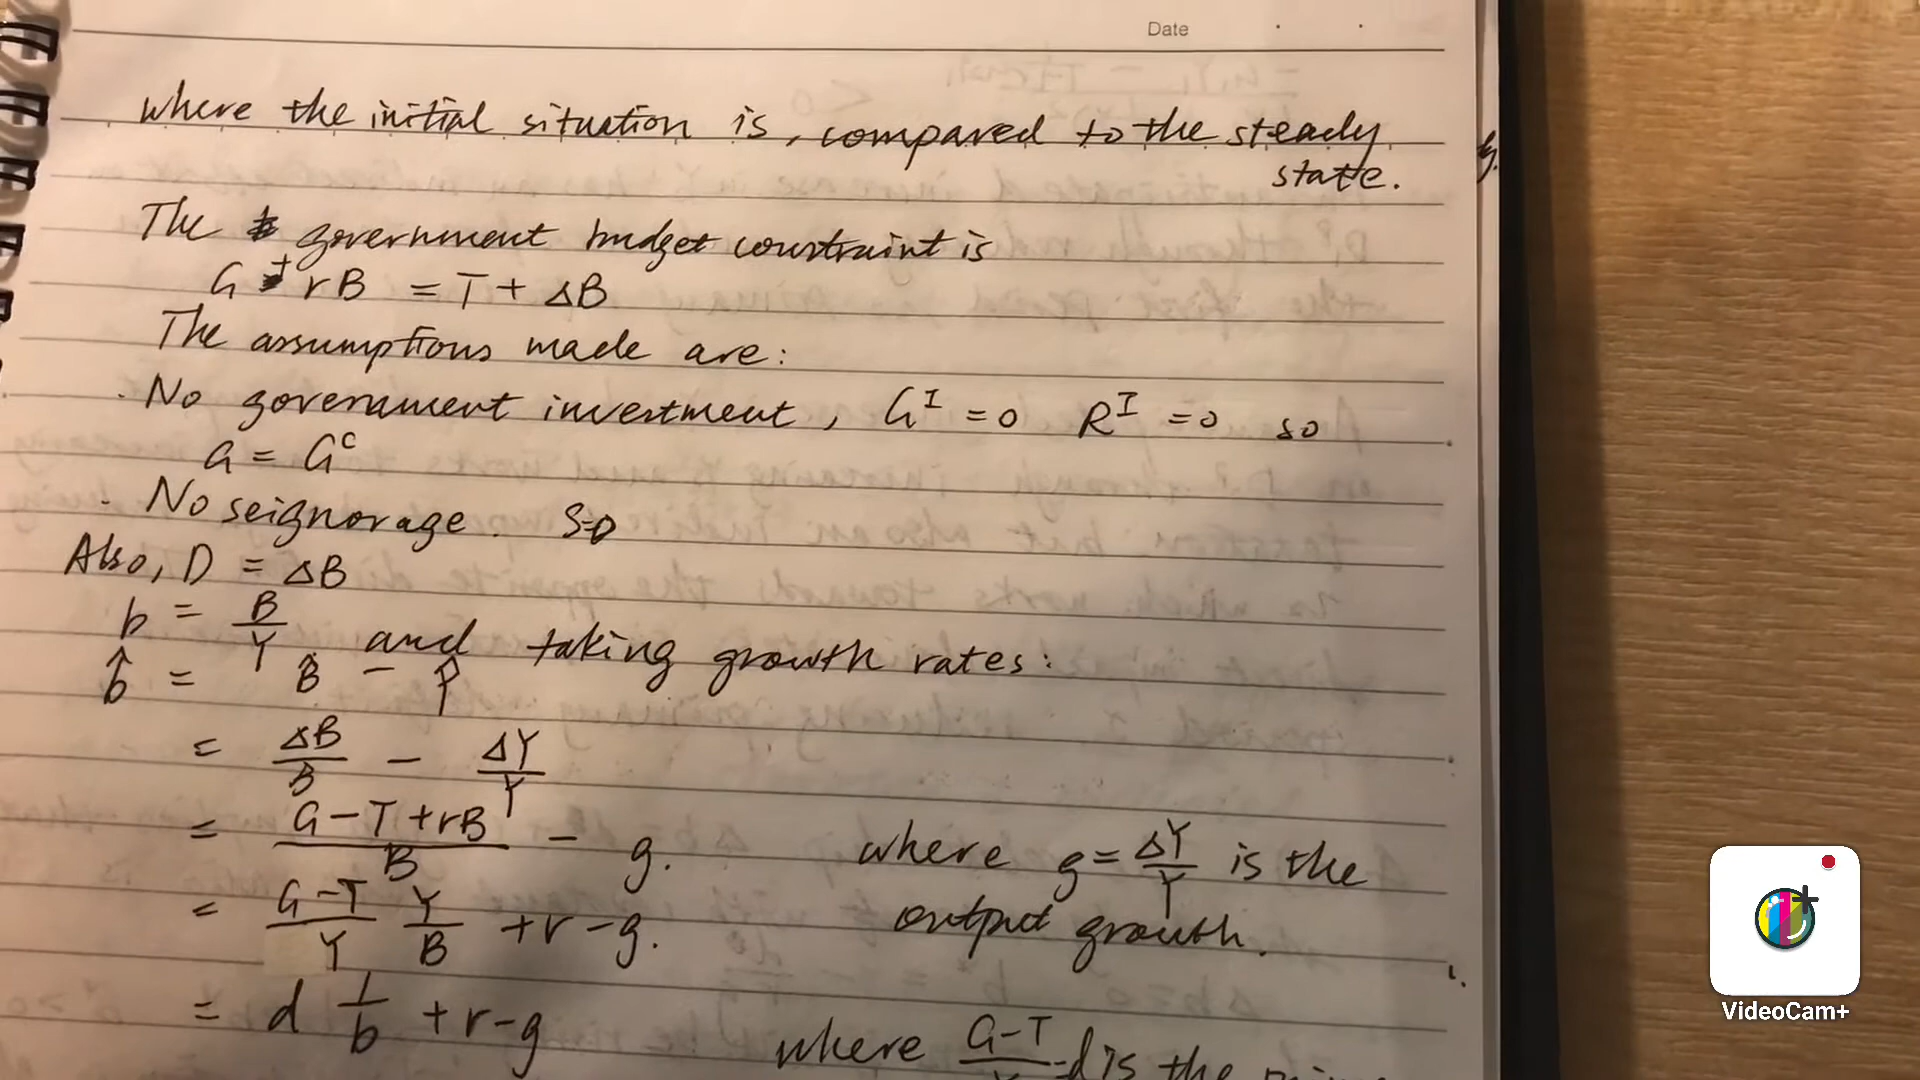 Date
where the initial situation is, compared to the steady
state.
The government budget constraint is
G + rB = T + ΔB
The assumptions made are:
· No government investment, G^I = 0 R^I = 0 so
G = G^c
· No seignorage. S=0
Also, D = ΔB
b = B/Y and taking growth rates:
b̂ = B̂ - Ŷ
= ΔB/B - ΔY/Y
= (G-T+rB)/B - g. where g = ΔY/Y is the
= (G-T)/Y Y/B + r - g. output growth.
= d 1/b + r-g
where G-T
d is the
VideoCam+